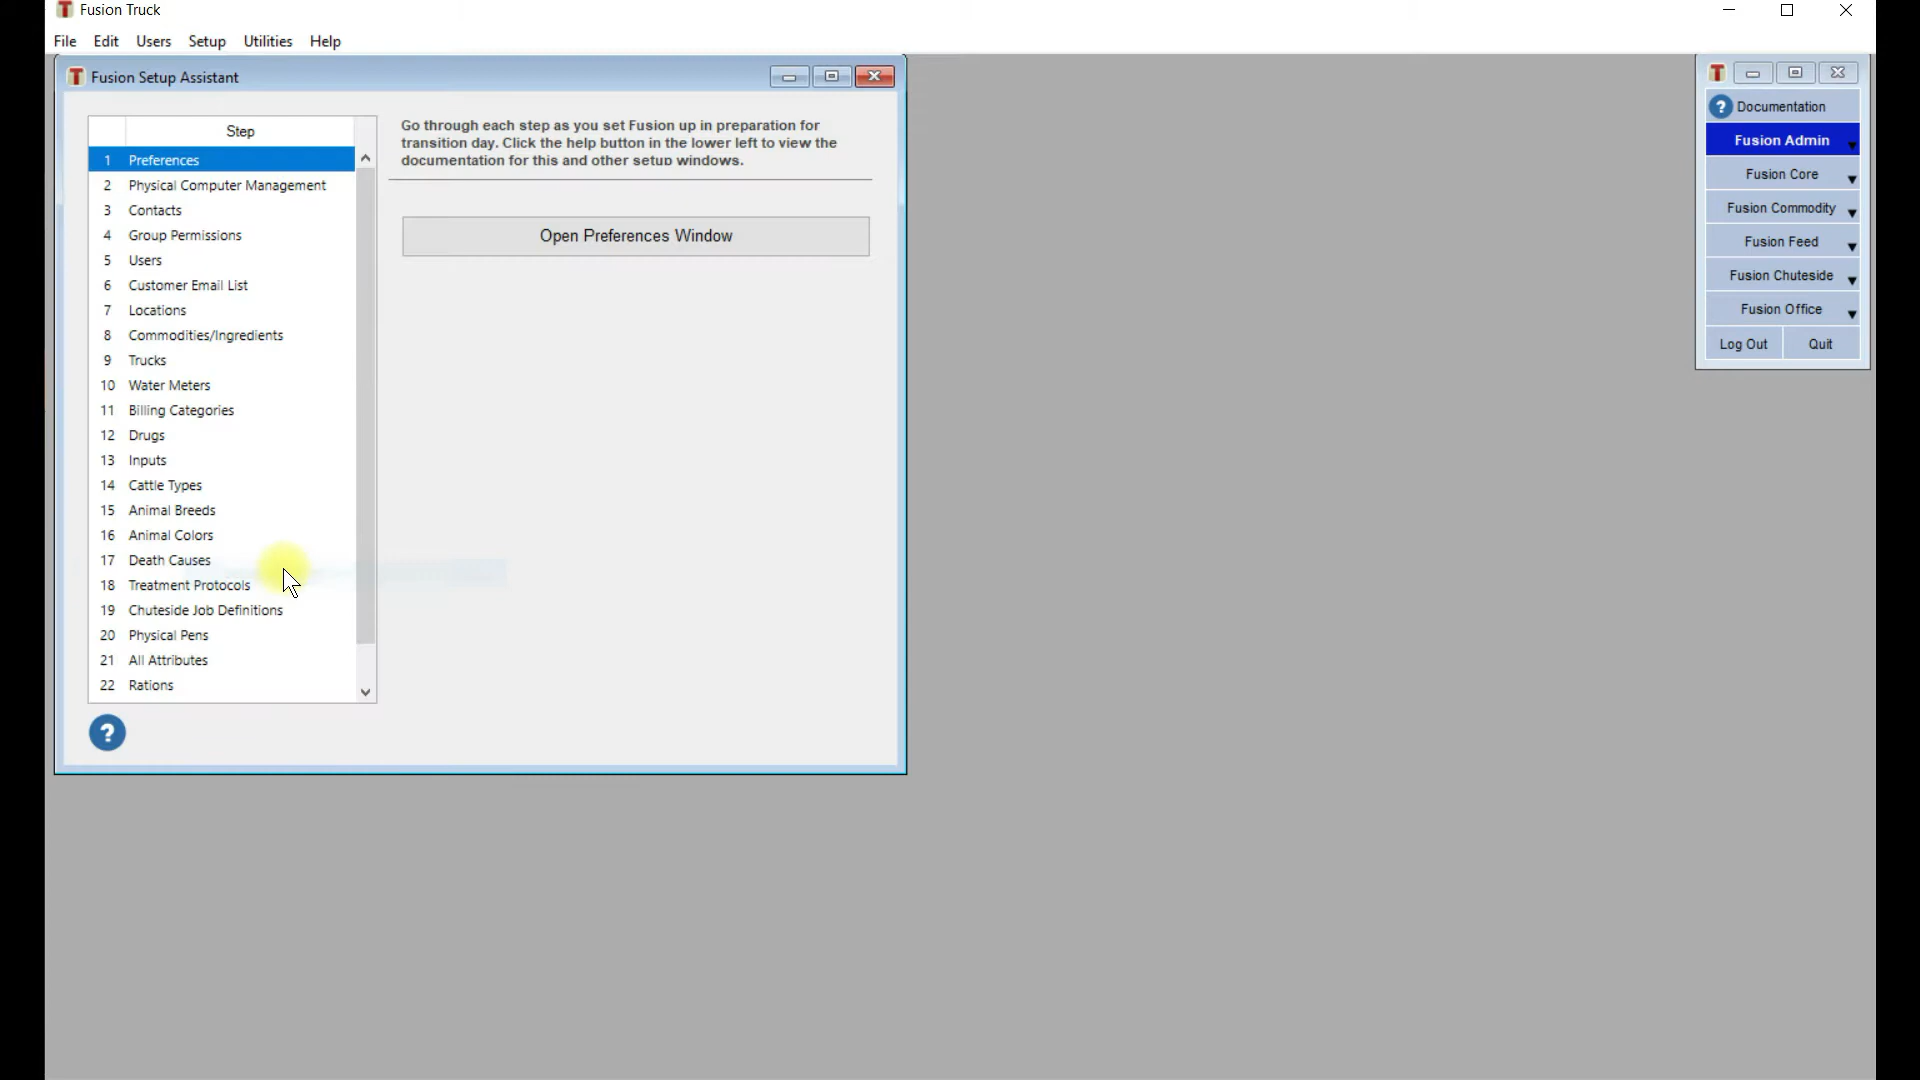 Fusion Truck
File Edit Users Setup Utilities Help
Fusion Setup Assistant
Step
1 Preferences
2 Physical Computer Management
3 Contacts
4 Group Permissions
5 Users
6 Customer Email List
7 Locations
8 Commodities/Ingredients
9 Trucks
10 Water Meters
11 Billing Categories
12 Drugs
13 Inputs
14 Cattle Types
15 Animal Breeds
16 Animal Colors
17 Death Causes
18 Treatment Protocols
19 Chuteside Job Definitions
20 Physical Pens
21 All Attributes
22 Rations
?
Go through each step as you set Fusion up in preparation for
transition day. Click the help button in the lower left to view the
documentation for this and other setup windows.
Open Preferences Window
? Documentation
Fusion Admin
Fusion Core
Fusion Commodity
Fusion Feed
Fusion Chuteside
Fusion Office
Log Out Quit